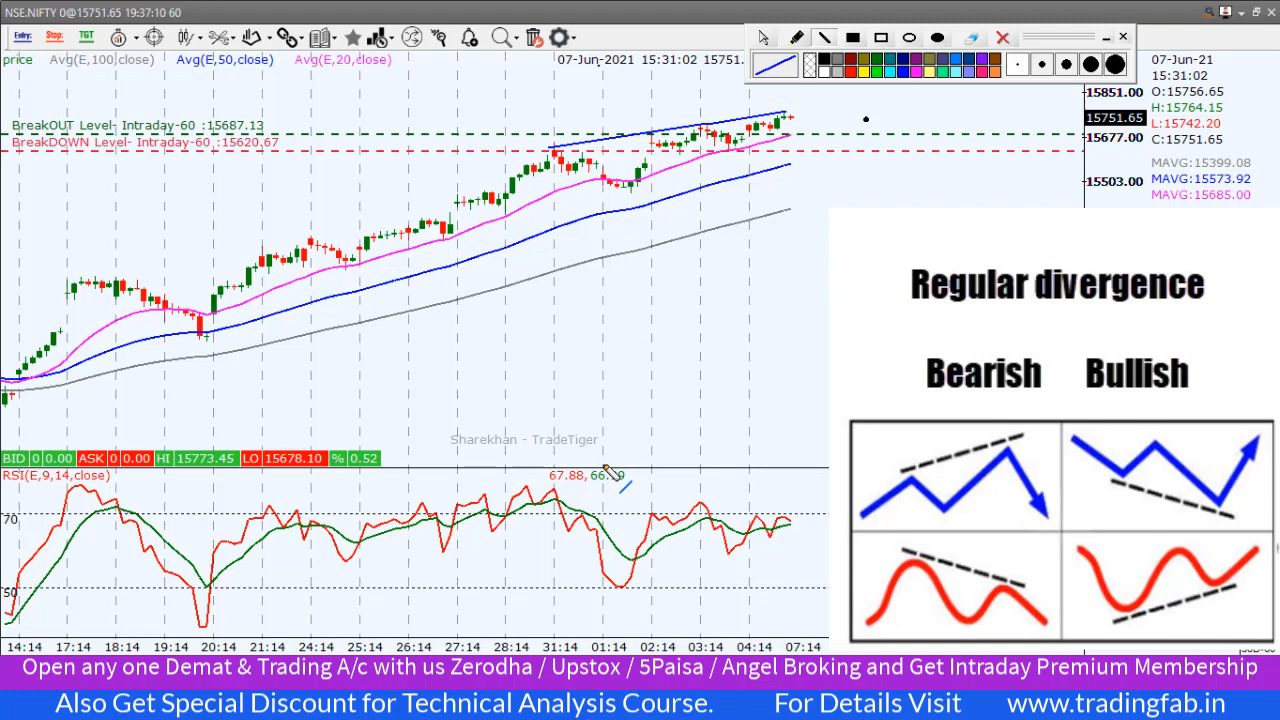 NSE.NIFTY 0@15751.65 19:37:10 60
Entry: Stop: TGT
price Avg(E,100,close) Avg(E,50,close) Avg(E,20,close) 07-Jun-2021 15:31:02 15751.
07-Jun-21
15:31:02
O:15756.65
H:15764.15
L:15742.20
C:15751.65
MAVG:15399.08
MAVG:15573.92
MAVG:15685.00
15851.00
15751.65
15677.00
15503.00
BreakOUT Level- Intraday-60 :15687.13
BreakDOWN Level- Intraday-60 :15620.67
Regular divergence
Bearish Bullish
Sharekhan - TradeTiger
BID 0 0.00 ASK 0 0.00 HI 15773.45 LO 15678.10 % 0.52
RSI(E,9,14,close) 67.88,
70
50
14:14 17:14 18:14 19:14 20:14 21:14 24:14 25:14 26:14 27:14 28:14 31:14 01:14 02:14 03:14 04:14 07:14
Open any one Demat & Trading A/c with us Zerodha / Upstox / 5Paisa / Angel Broking and Get Intraday Premium Membership
Also Get Special Discount for Technical Analysis Course. For Details Visit www.tradingfab.in